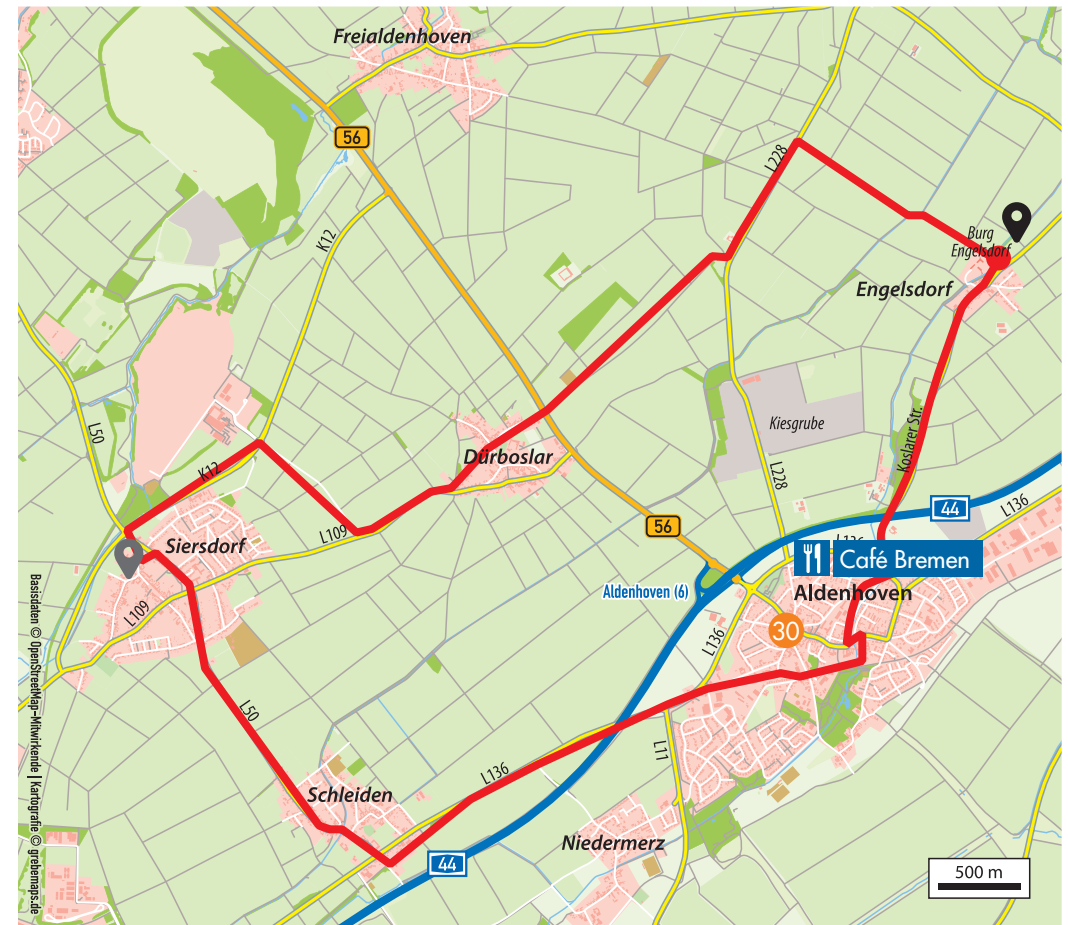 Freialdenhoven
56
L228
K12
Burg
Engelsdorf
Engelsdorf
L50
Kiesgrube
Koslarer Str.
Dürboslar
K12
L228
44
L136
56
L109
Siersdorf
L136
Café Bremen
Aldenhoven (6)
Aldenhoven
L109
30
L136
L50
L11
L136
Schleiden
Niedermerz
44
500 m
Basisdaten © OpenStreetMap-Mitwirkende | Kartografie © grebemaps.de